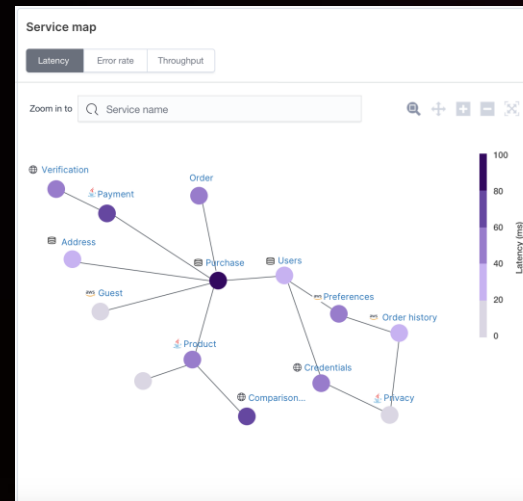 Service map
Latency Error rate Throughput
Zoom in to Service name
100
80
60
40
20
0
Latency (ms)
Verification
Payment
Order
Address
Purchase
Users
Guest
Preferences
Order history
Product
Credentials
Comparison...
Privacy